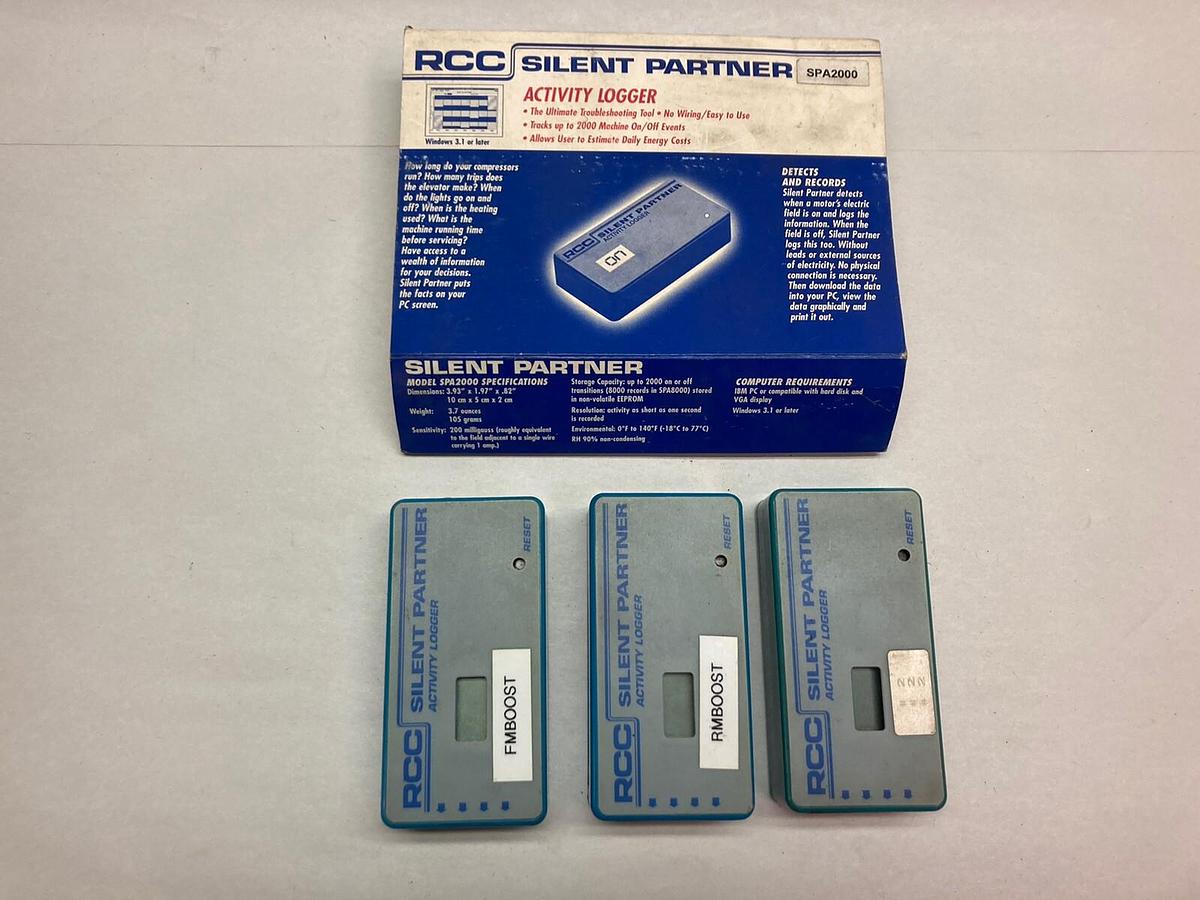 RCC SILENT PARTNER SPA2000
ACTIVITY LOGGER
• The Ultimate Troubleshooting Tool • No Wiring/Easy to Use
• Tracks up to 2000 Machine On/Off Events
• Allows User to Estimate Daily Energy Costs
Windows 3.1 or later
How long do your compressors
run? How many trips does
the elevator make? When
do the lights go on and
off? When is the heating
used? What is the
machine running time
before servicing?
Have access to a
wealth of information
for your decisions.
Silent Partner puts
the facts on your
PC screen.
RCC SILENT PARTNER
ACTIVITY LOGGER
ON
DETECTS
AND RECORDS
Silent Partner detects
when a motor's electric
field is on and logs the
information. When the
field is off, Silent Partner
logs this too. Without
leads or external sources
of electricity. No physical
connection is necessary.
Then download the data
into your PC, view the
data graphically and
print it out.
SILENT PARTNER
MODEL SPA2000 SPECIFICATIONS
Dimensions: 3.93" x 1.97" x .82"
10 cm x 5 cm x 2 cm
Weight: 3.7 ounces
105 grams
Sensitivity: 200 milligauss (roughly equivalent
to the field adjacent to a single wire
carrying 1 amp.)
Storage Capacity: up to 2000 on or off
transitions (8000 records in SPA8000) stored
in non-volatile EEPROM
Resolution: activity as short as one second
is recorded
Environmental: 0°F to 140°F (-18°C to 77°C)
RH 90% non-condensing
COMPUTER REQUIREMENTS
IBM PC or compatible with hard disk and
VGA display
Windows 3.1 or later
RCC SILENT PARTNER
ACTIVITY LOGGER
RESET
FMBOOST
RCC SILENT PARTNER
ACTIVITY LOGGER
RESET
RMBOOST
RCC SILENT PARTNER
ACTIVITY LOGGER
RESET